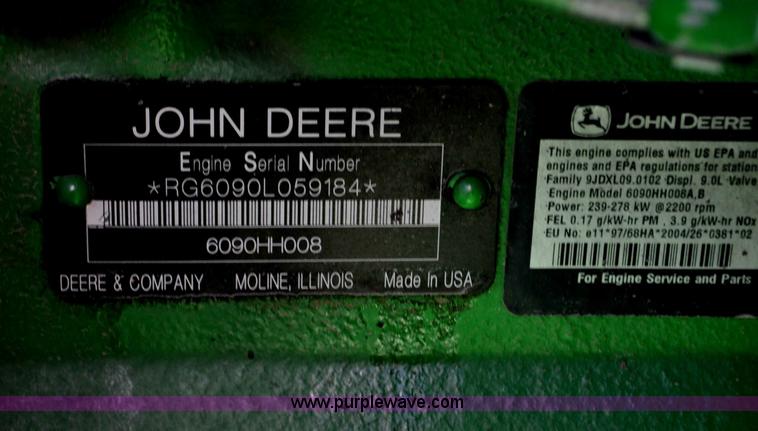 JOHN DEERE
Engine Serial Number
*RG6090L059184*
6090HH008
DEERE & COMPANY MOLINE, ILLINOIS Made In USA
JOHN DEERE
This engine complies with US EPA and
engines and EPA regulations for station
Family 9JDXL09.0102 Displ. 9.0L Valve
Engine Model 6090HH008A,B
Power: 239-278 kW @2200 rpm
FEL 0.17 g/kW-hr PM , 3.9 g/kW-hr NOx
EU No: e11*97/68HA*2004/26*0381*02
For Engine Service and Parts
www.purplewave.com